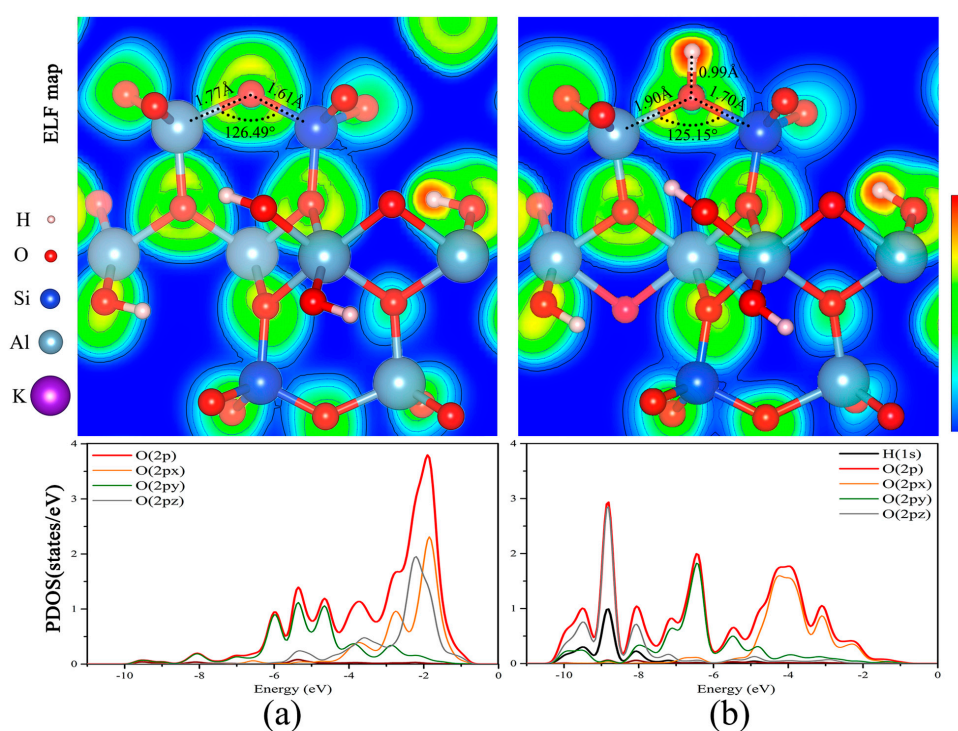 ELF map
H
O
Si
Al
K
1.77Å
1.61Å
126.49°
0.99Å
1.90Å
1.70Å
125.15°
PDOS(states/eV)
4
3
2
1
0
O(2p)
O(2px)
O(2py)
O(2pz)
-10
-8
-6
-4
-2
0
Energy (eV)
(a)
4
3
2
1
0
H(1s)
O(2p)
O(2px)
O(2py)
O(2pz)
-10
-8
-6
-4
-2
0
Energy (eV)
(b)